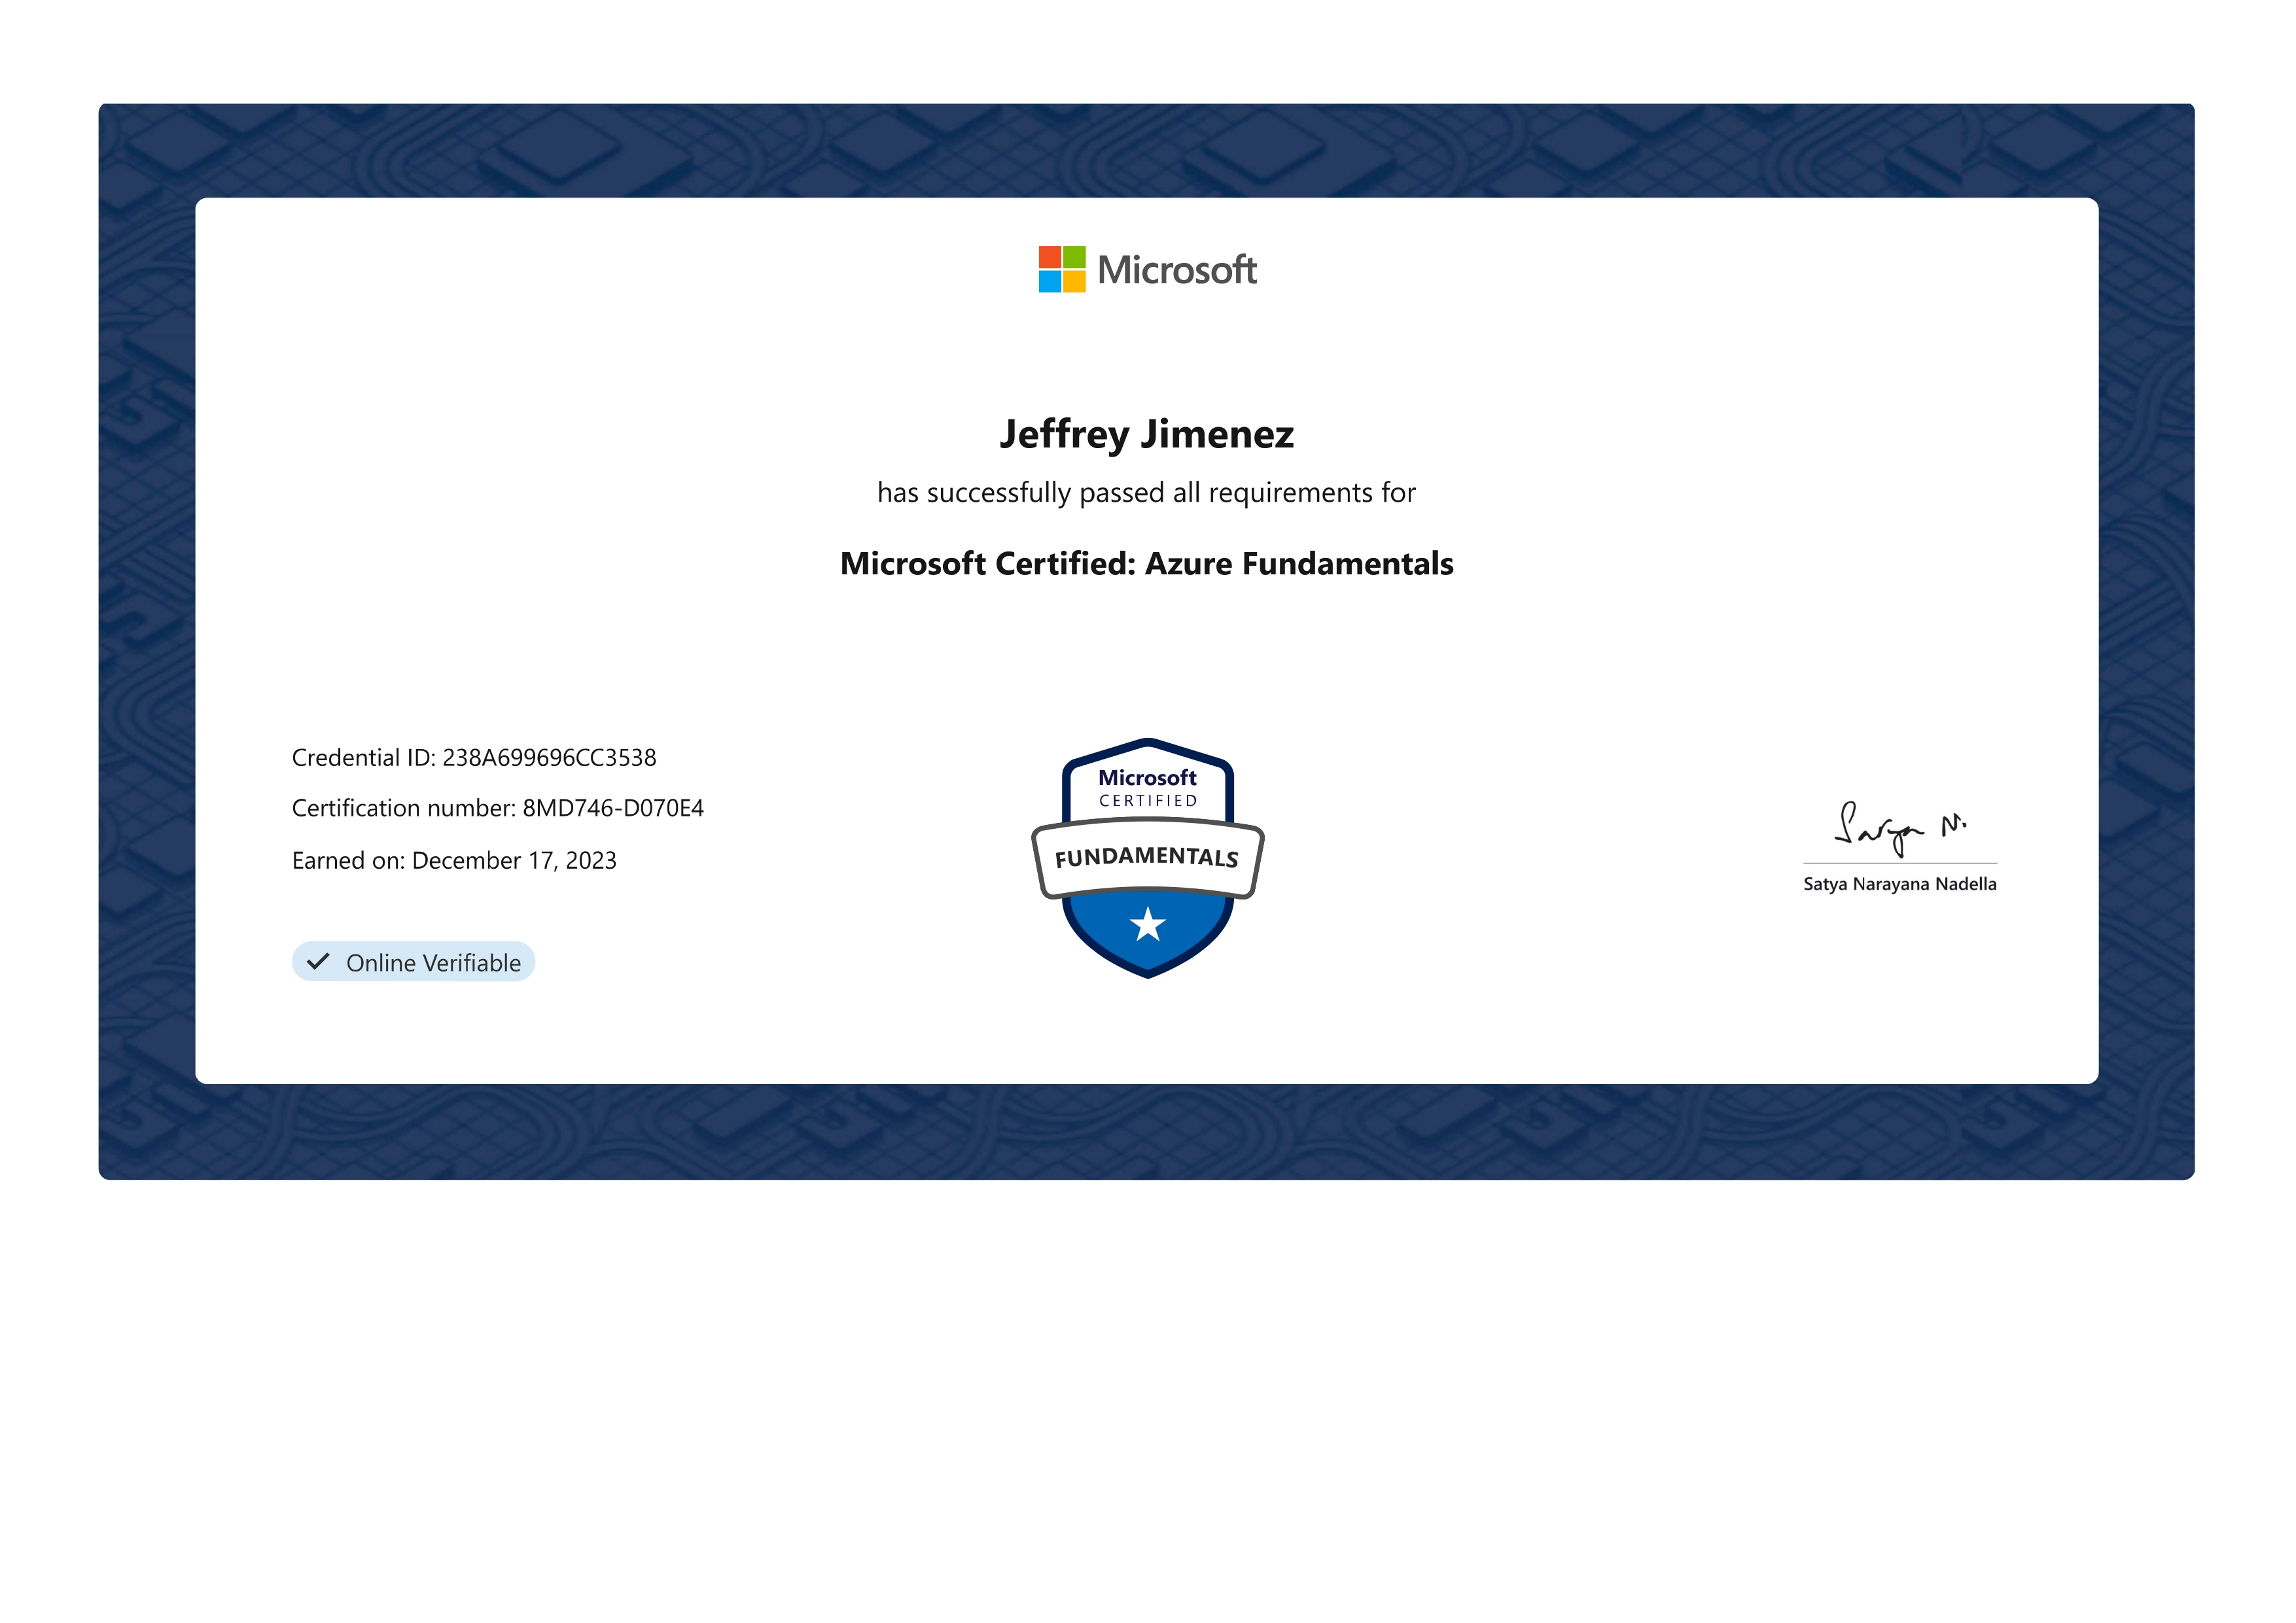 Microsoft
Jeffrey Jimenez
has successfully passed all requirements for
Microsoft Certified: Azure Fundamentals
Credential ID: 238A699696CC3538
Certification number: 8MD746-D070E4
Earned on: December 17, 2023
Online Verifiable
Microsoft
CERTIFIED
FUNDAMENTALS
Satya N.
Satya Narayana Nadella